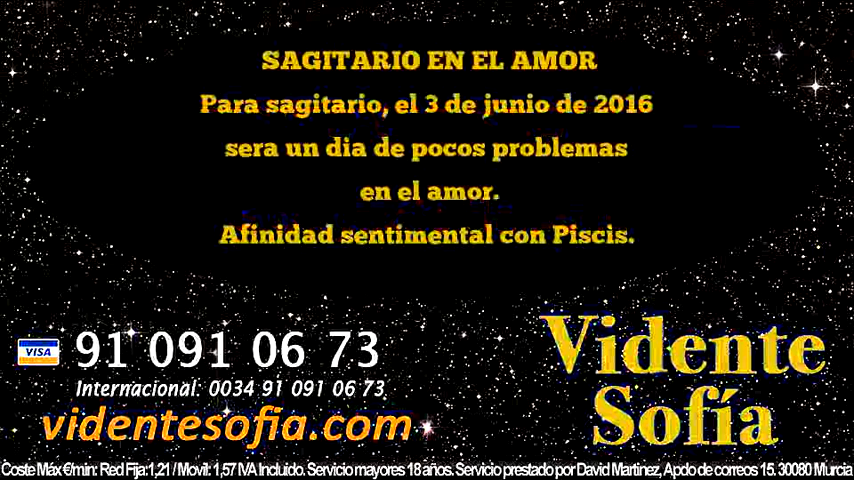 SAGITARIO EN EL AMOR
Para sagitario, el 3 de junio de 2016
sera un dia de pocos problemas
en el amor.
Afinidad sentimental con Piscis.
VISA 91 091 06 73
Internacional: 0034 91 091 06 73
videntesofia.com
Vidente
Sofía
Coste Máx €/min: Red Fija:1,21 / Movil: 1,57 IVA Incluido. Servicio mayores 18 años. Servicio prestado por David Martinez, Apdo de correos 15. 30080 Murcia